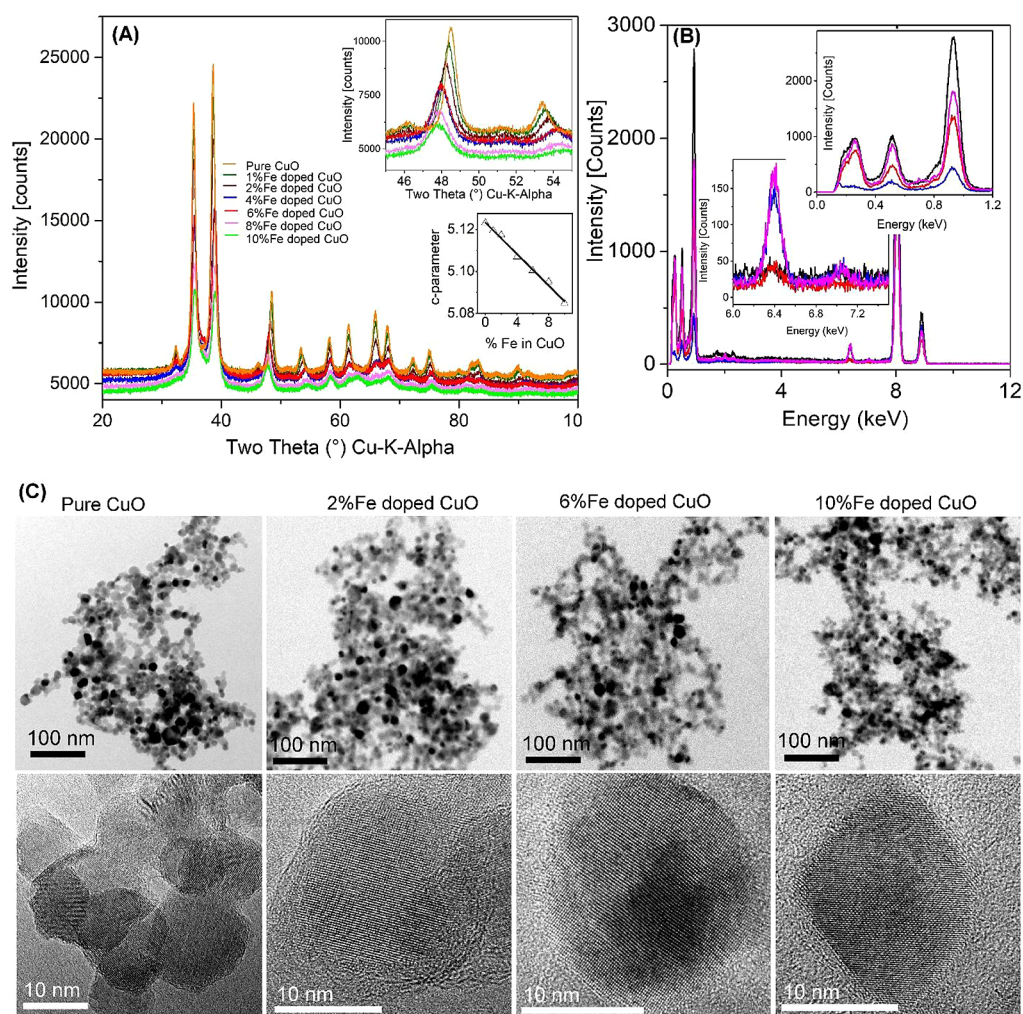 (A)
Intensity [counts]
25000
20000
15000
10000
5000
20
40
60
80
10
Two Theta (°) Cu-K-Alpha
Pure CuO
1%Fe doped CuO
2%Fe doped CuO
4%Fe doped CuO
6%Fe doped CuO
8%Fe doped CuO
10%Fe doped CuO
Intensity [counts]
10000
7500
5000
46
48
50
52
54
Two Theta (°) Cu-K-Alpha
c-parameter
5.12
5.10
5.08
0
4
8
% Fe in CuO
(B)
Intensity [Counts]
3000
2000
1000
0
0
4
8
12
Energy (keV)
Intensity [Counts]
2000
1000
0
0.0
0.4
0.8
1.2
Energy (keV)
Intensity [Counts]
150
100
50
0
6.0
6.4
6.8
7.2
Energy (keV)
(C)
Pure CuO
2%Fe doped CuO
6%Fe doped CuO
10%Fe doped CuO
100 nm
100 nm
100 nm
100 nm
10 nm
10 nm
10 nm
10 nm